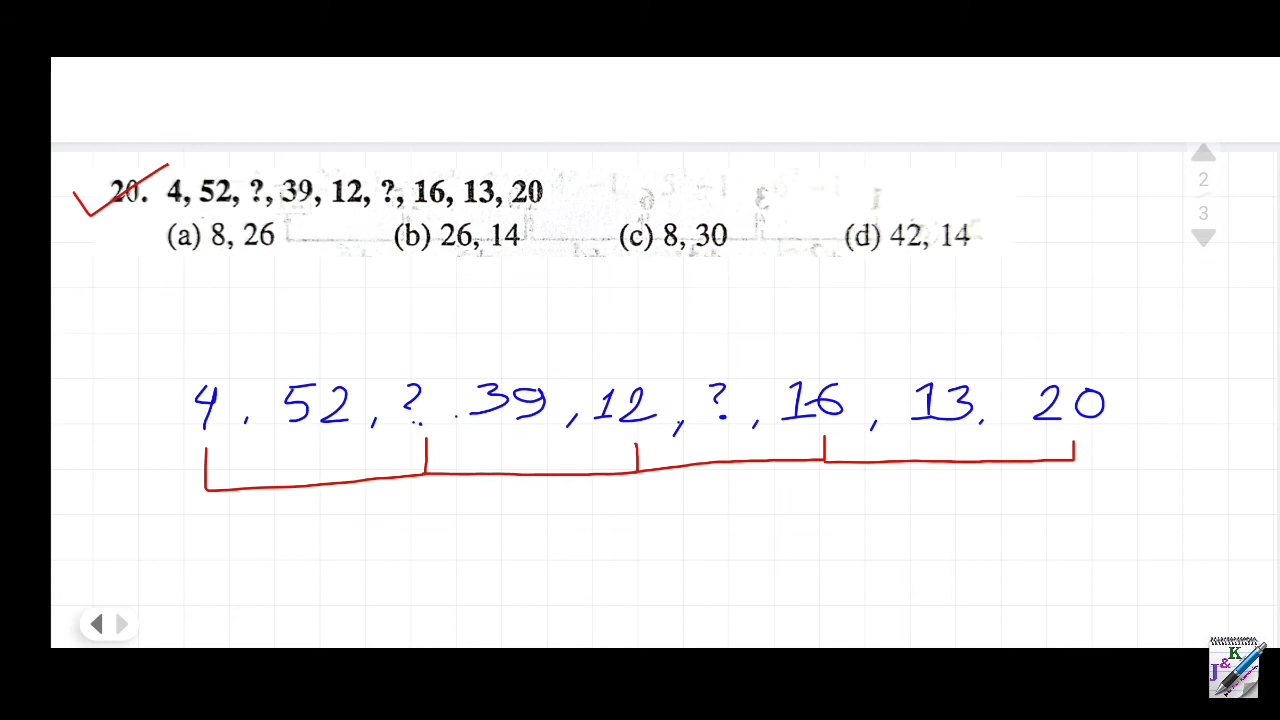 20. 4, 52, ?, 39, 12, ?, 16, 13, 20
(a) 8, 26 (b) 26, 14 (c) 8, 30 (d) 42, 14
4, 52, ? . 39, 12, ?, 16, 13. 20
2
3
J&K